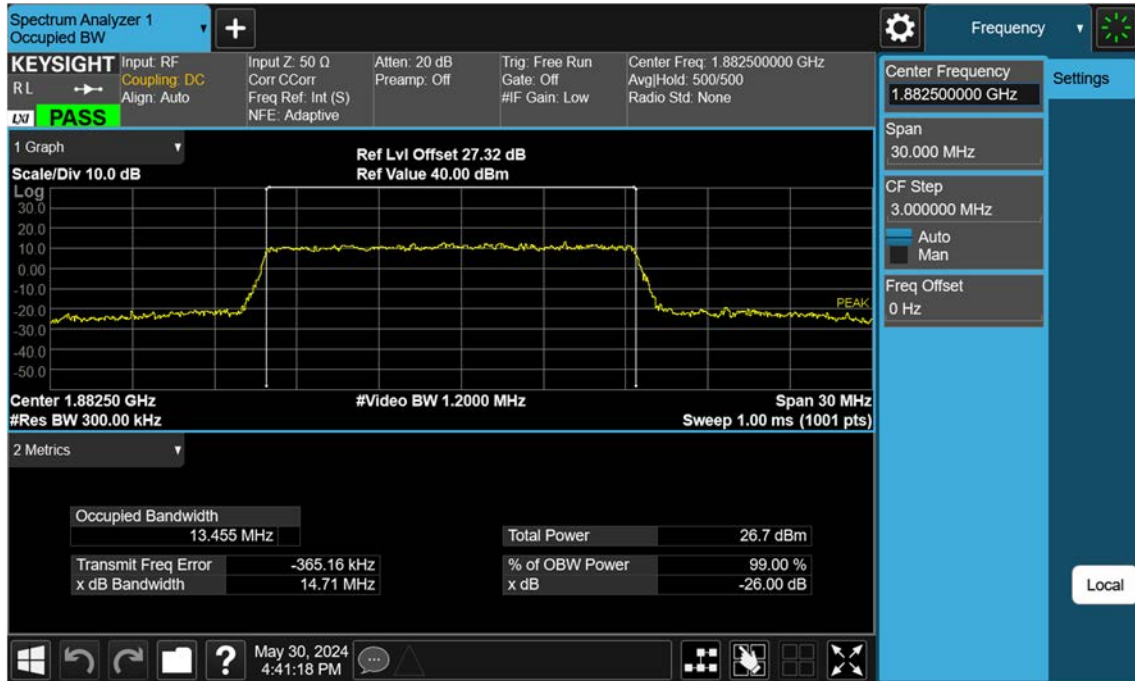 Spectrum Analyzer 1
Occupied BW
Frequency
KEYSIGHT
R L
LXI
PASS
Input: RF
Coupling: DC
Align: Auto
Input Z: 50 Ω
Corr CCorr
Freq Ref: Int (S)
NFE: Adaptive
Atten: 20 dB
Preamp: Off
Trig: Free Run
Gate: Off
#IF Gain: Low
Center Freq: 1.882500000 GHz
Avg|Hold: 500/500
Radio Std: None
Center Frequency
1.882500000 GHz
Settings
Span
30.000 MHz
CF Step
3.000000 MHz
Auto
Man
Freq Offset
0 Hz
Local
1 Graph
Scale/Div 10.0 dB
Ref Lvl Offset 27.32 dB
Ref Value 40.00 dBm
Log
30.0
20.0
10.0
0.00
-10.0
-20.0
-30.0
-40.0
-50.0
PEAK
Center 1.88250 GHz
#Video BW 1.2000 MHz
Span 30 MHz
#Res BW 300.00 kHz
Sweep 1.00 ms (1001 pts)
2 Metrics
Occupied Bandwidth
13.455 MHz
Total Power 26.7 dBm
Transmit Freq Error -365.16 kHz
% of OBW Power 99.00 %
x dB Bandwidth 14.71 MHz
x dB -26.00 dB
?
May 30, 2024
4:41:18 PM